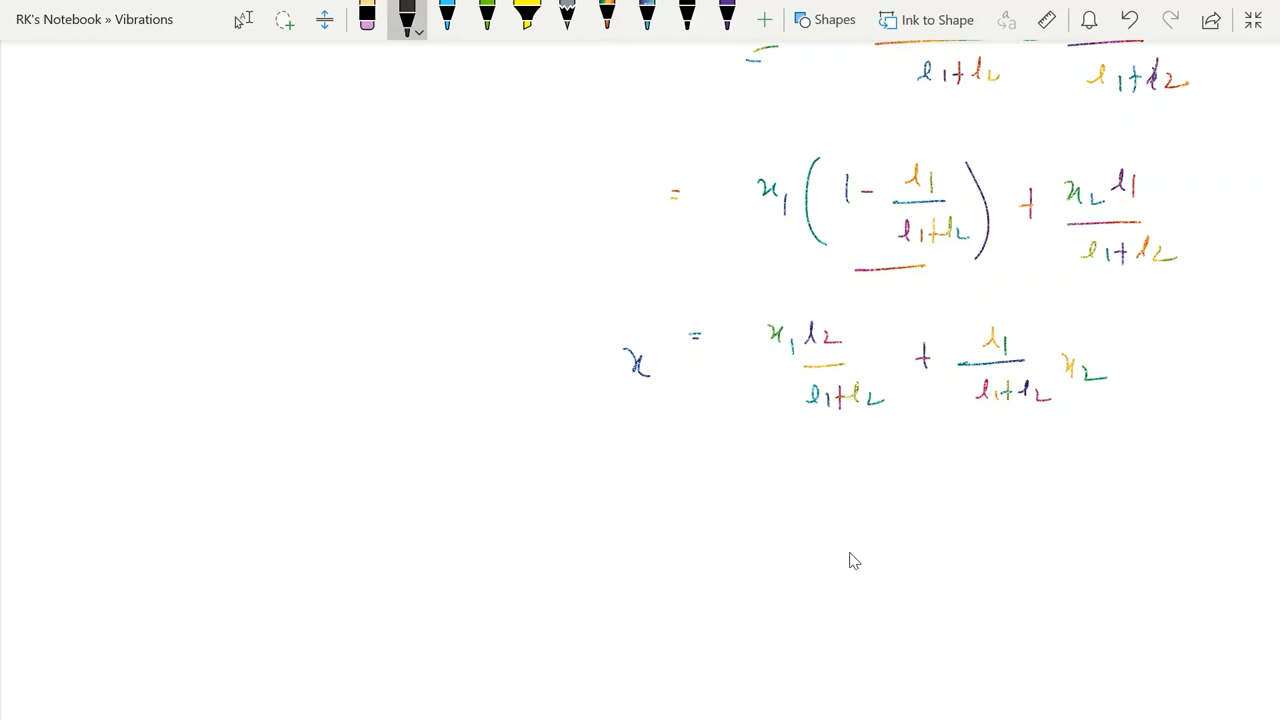 RK's Notebook » Vibrations Shapes Ink to Shape
= l1+l2 l1+l2
= x1 ( 1 - l1/(l1+l2) ) + x2 l1/(l1+l2)
x = x1 l2/(l1+l2) + l1/(l1+l2) x2